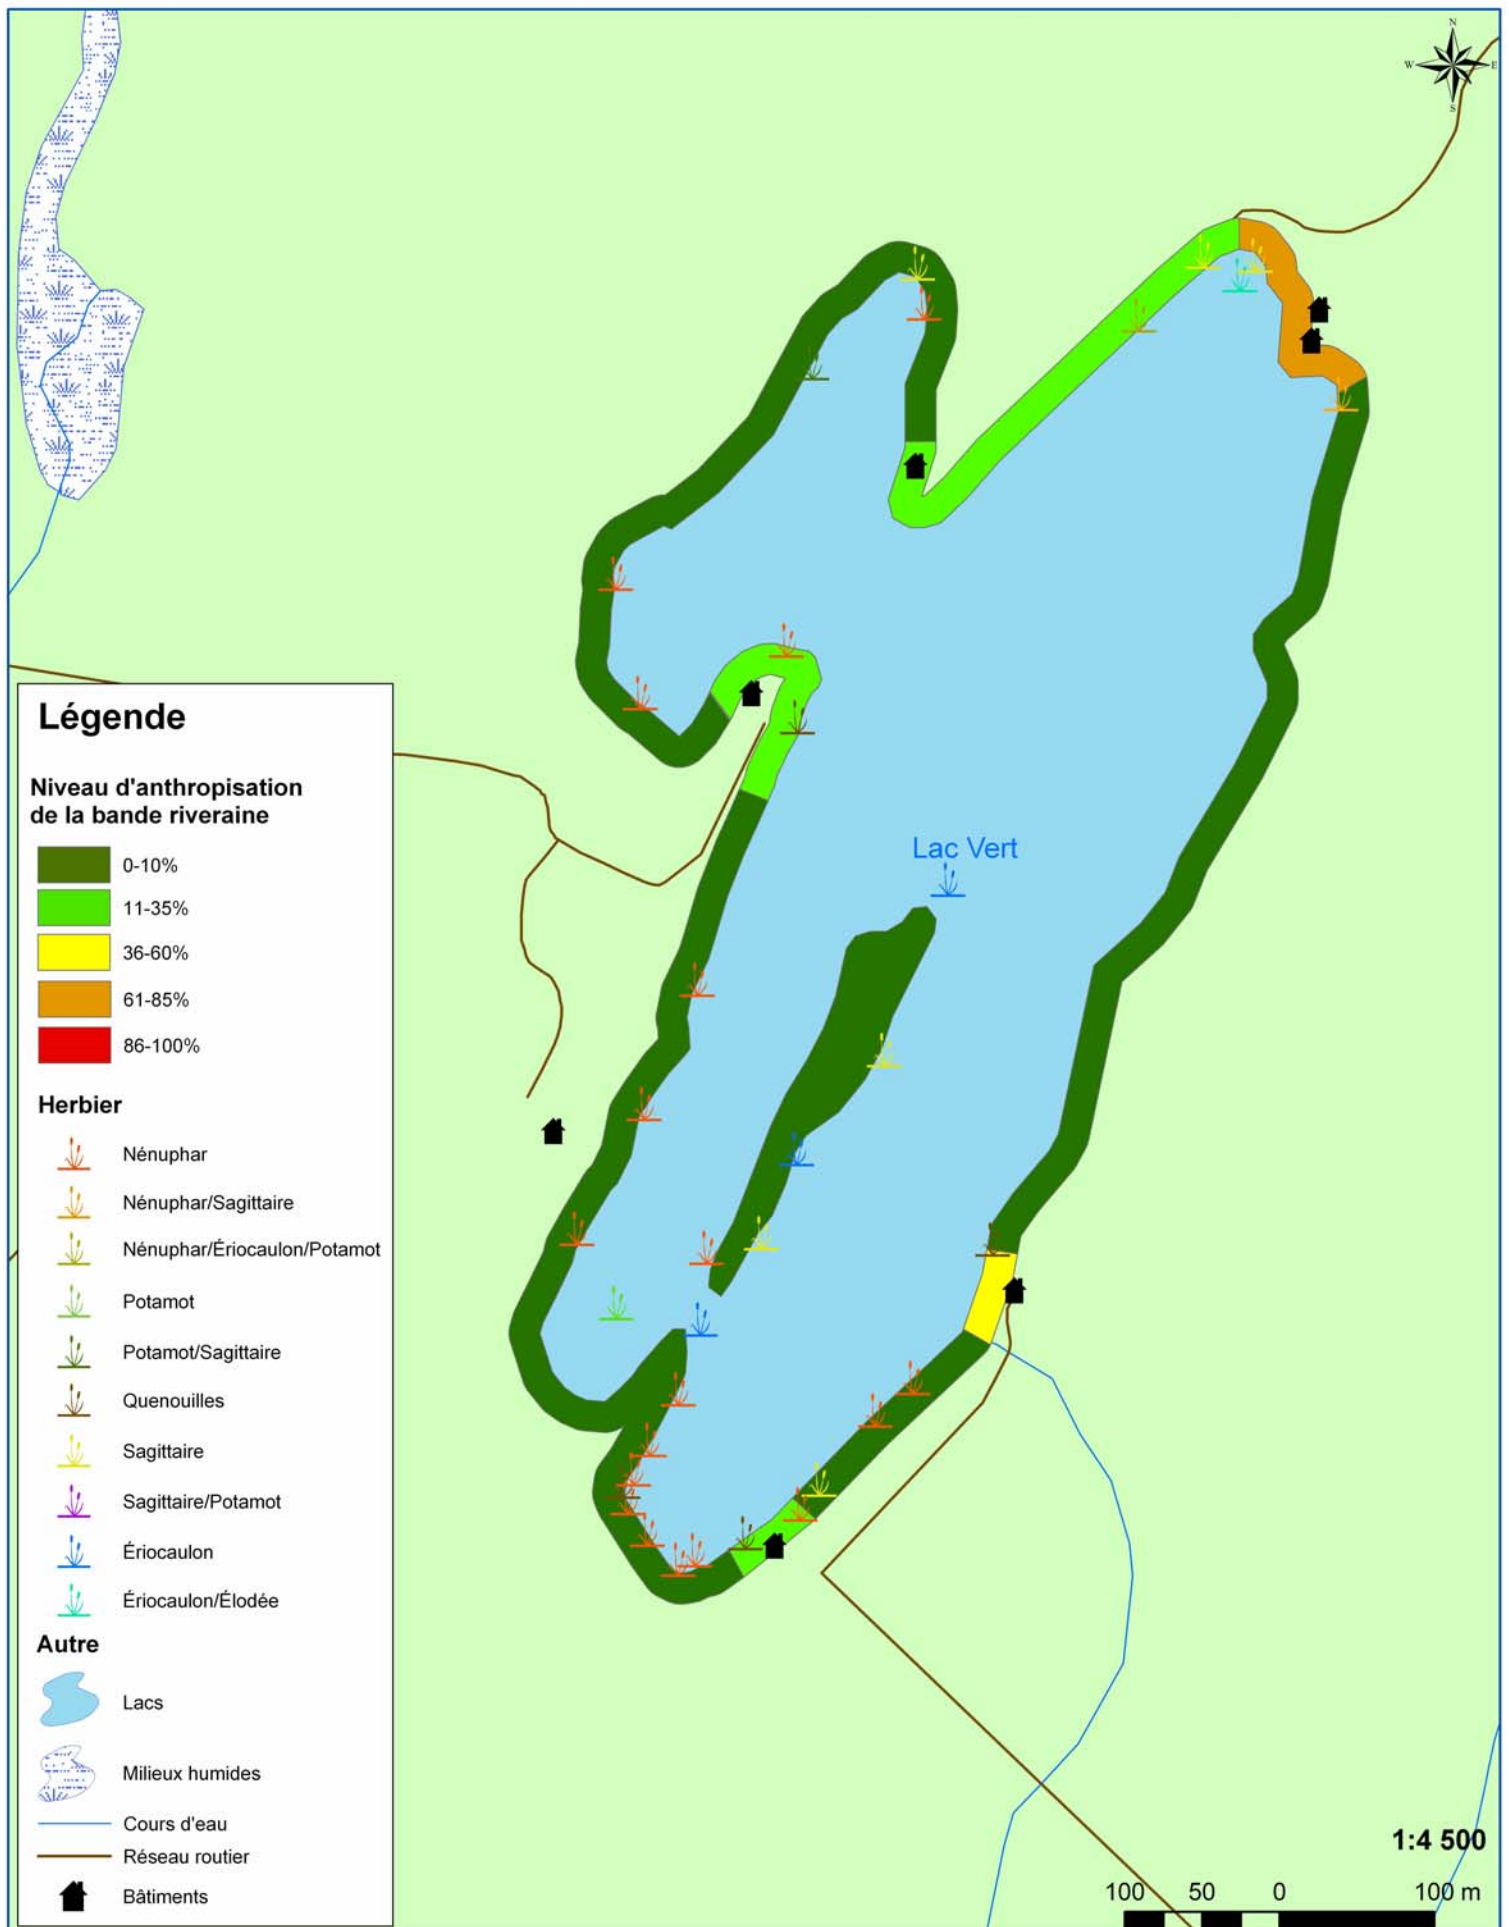 N
W E
S
Lac Vert
Légende
Niveau d'anthropisation
de la bande riveraine
0-10%
11-35%
36-60%
61-85%
86-100%
Herbier
Nénuphar
Nénuphar/Sagittaire
Nénuphar/Ériocaulon/Potamot
Potamot
Potamot/Sagittaire
Quenouilles
Sagittaire
Sagittaire/Potamot
Ériocaulon
Ériocaulon/Élodée
Autre
Lacs
Milieux humides
Cours d'eau
Réseau routier
Bâtiments
1:4 500
100 50 0 100 m